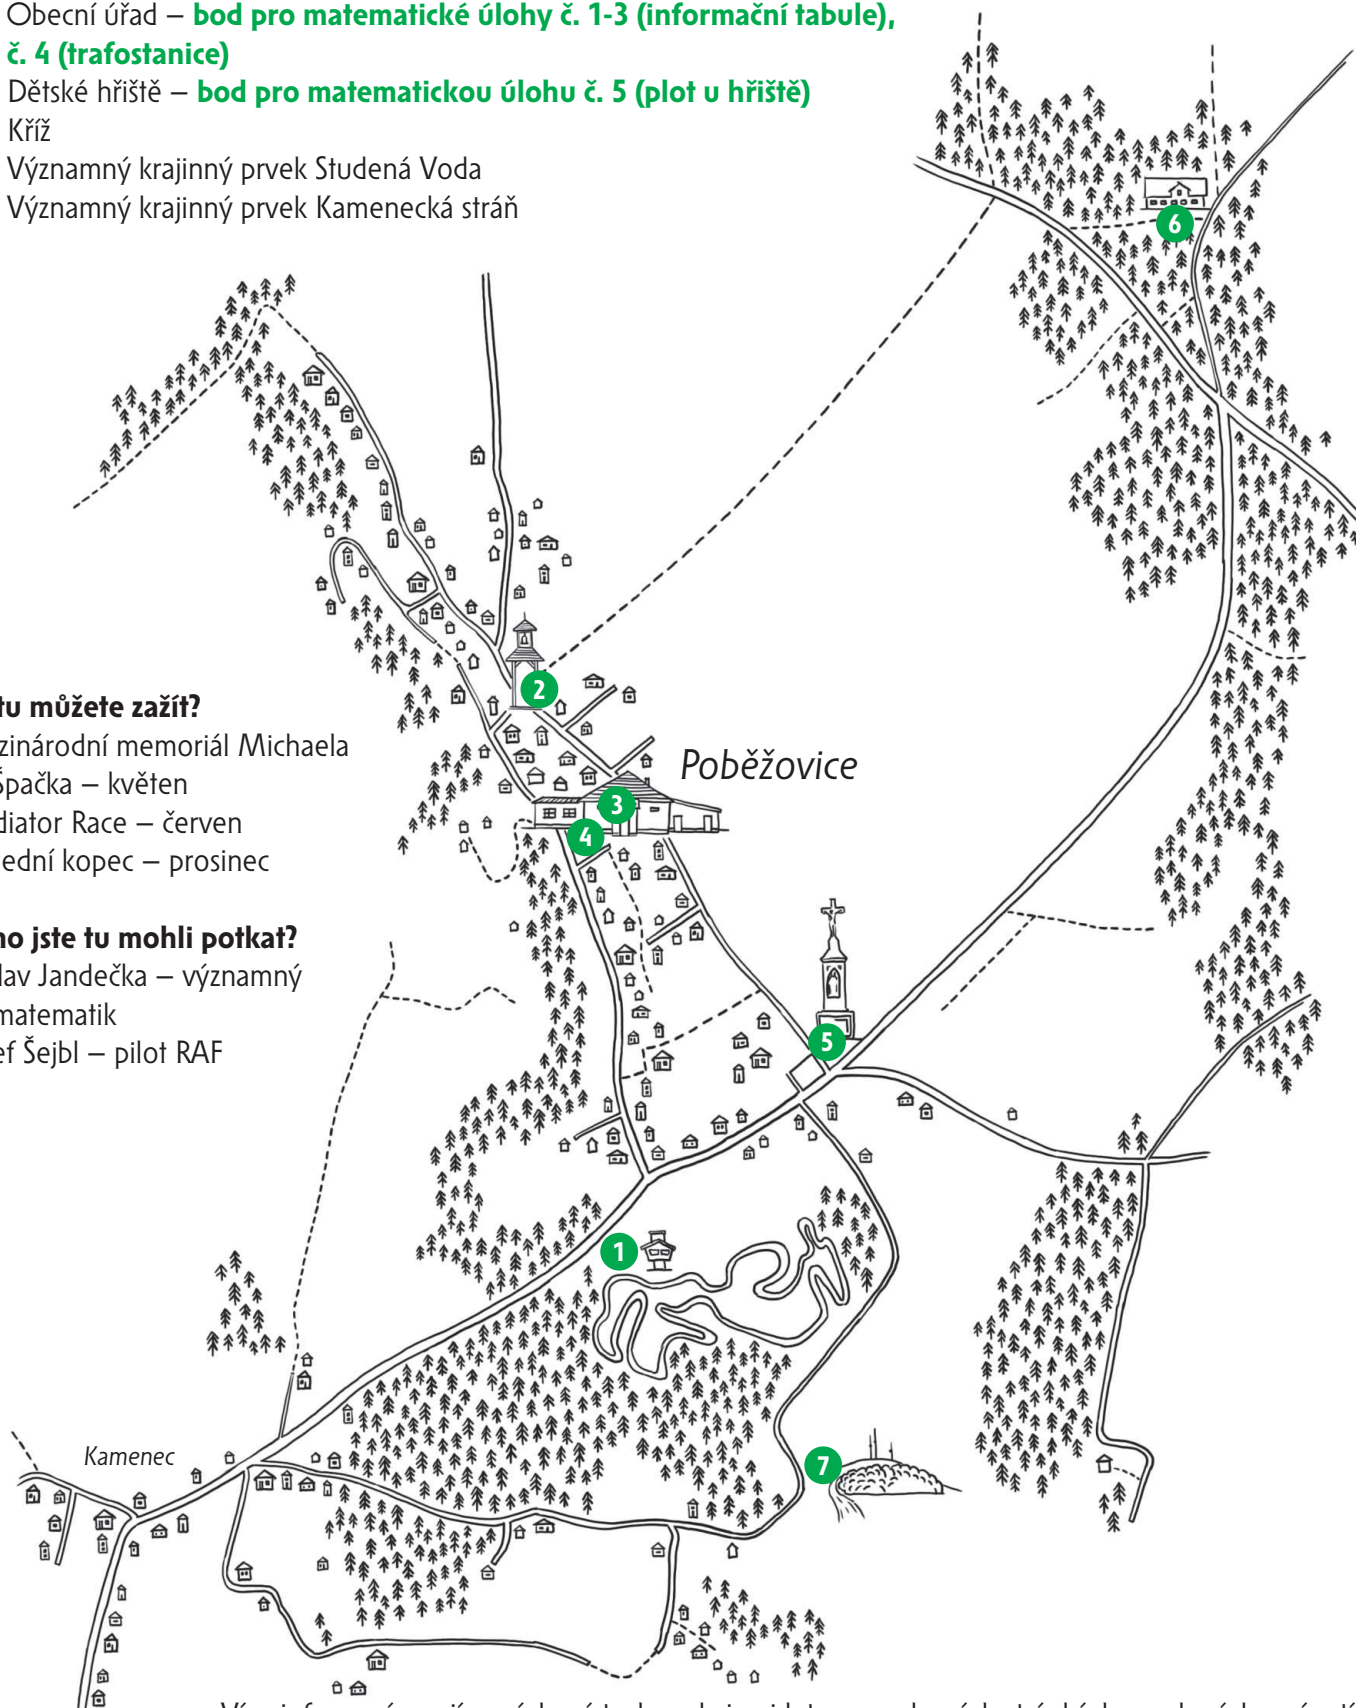 Obecní úřad – bod pro matematické úlohy č. 1-3 (informační tabule),
č. 4 (trafostanice)
Dětské hřiště – bod pro matematickou úlohu č. 5 (plot u hřiště)
Kříž
Významný krajinný prvek Studená Voda
Významný krajinný prvek Kamenecká stráň
6
2
tu můžete zažít?
zinárodní memoriál Michaela
Špačka – květen
diator Race – červen
lední kopec – prosinec
Poběžovice
3
4
no jste tu mohli potkat?
lav Jandečka – významný
matematik
ef Šejbl – pilot RAF
5
1
Kamenec
7